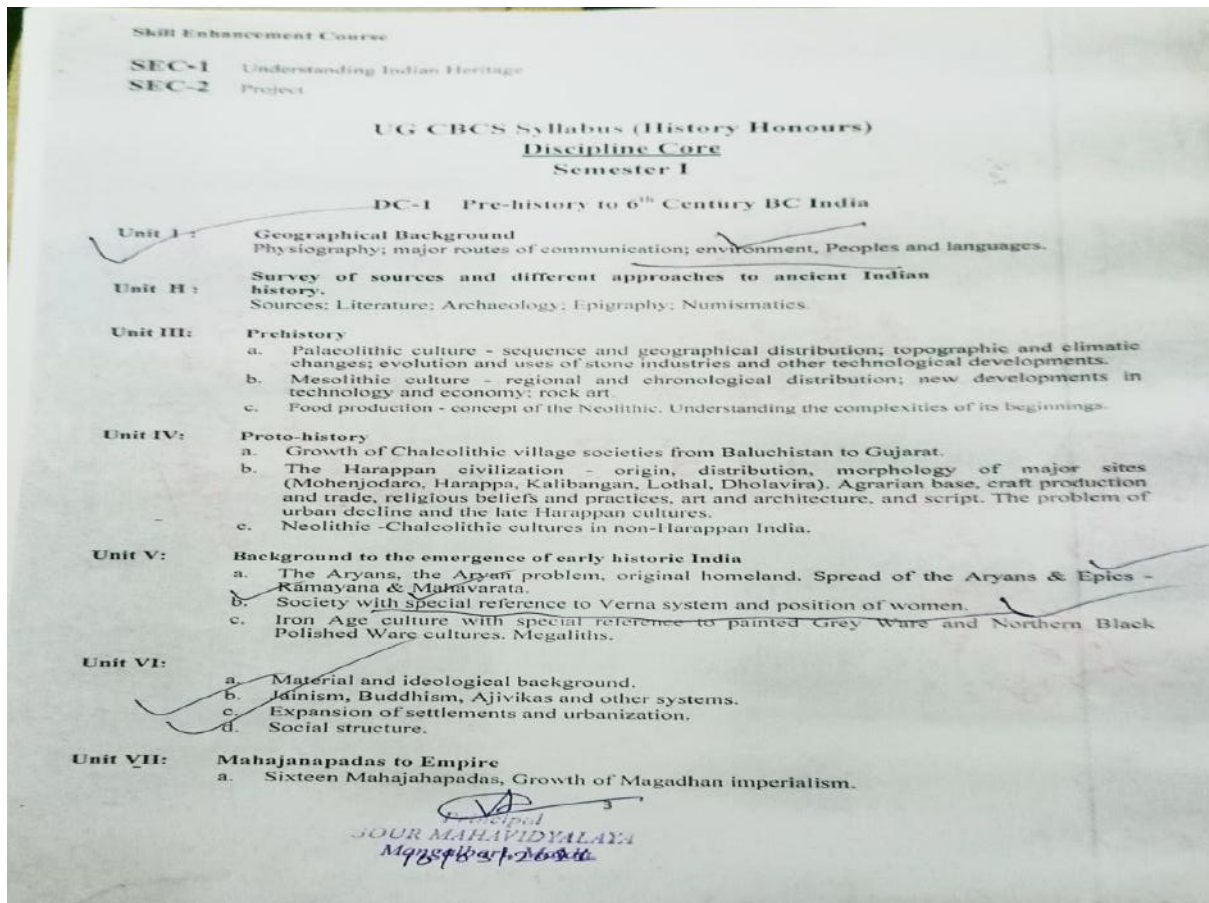 Skill Enhancement Course
SEC-1 Understanding Indian Heritage
SEC-2 Project
UG CBCS Syllabus (History Honours)
Discipline Core
Semester I
DC-1 Pre-history to 6th Century BC India
Unit I : Geographical Background
Physiography; major routes of communication; environment, Peoples and languages.
Survey of sources and different approaches to ancient Indian
Unit H : history.
Sources: Literature; Archaeology; Epigraphy; Numismatics.
Unit III: Prehistory
a. Palaeolithic culture - sequence and geographical distribution; topographic and climatic
changes; evolution and uses of stone industries and other technological developments.
b. Mesolithic culture - regional and chronological distribution; new developments in
technology and economy; rock art.
c. Food production - concept of the Neolithic. Understanding the complexities of its beginnings.
Unit IV: Proto-history
a. Growth of Chalcolithic village societies from Baluchistan to Gujarat.
b. The Harappan civilization - origin, distribution, morphology of major sites
(Mohenjodaro, Harappa, Kalibangan, Lothal, Dholavira). Agrarian base, craft production
and trade, religious beliefs and practices, art and architecture, and script. The problem of
urban decline and the late Harappan cultures.
c. Neolithic -Chalcolithic cultures in non-Harappan India.
Unit V: Background to the emergence of early historic India
a. The Aryans, the Aryan problem, original homeland. Spread of the Aryans & Epics -
Ramayana & Mahavarata.
b. Society with special reference to Verna system and position of women.
c. Iron Age culture with special reference to painted Grey Ware and Northern Black
Polished Ware cultures. Megaliths.
Unit VI:
a. Material and ideological background.
b. Jainism, Buddhism, Ajivikas and other systems.
c. Expansion of settlements and urbanization.
d. Social structure.
Unit VII: Mahajanapadas to Empire
a. Sixteen Mahajahapadas, Growth of Magadhan imperialism.
3
Principal
GOUR MAHAVIDYALAYA